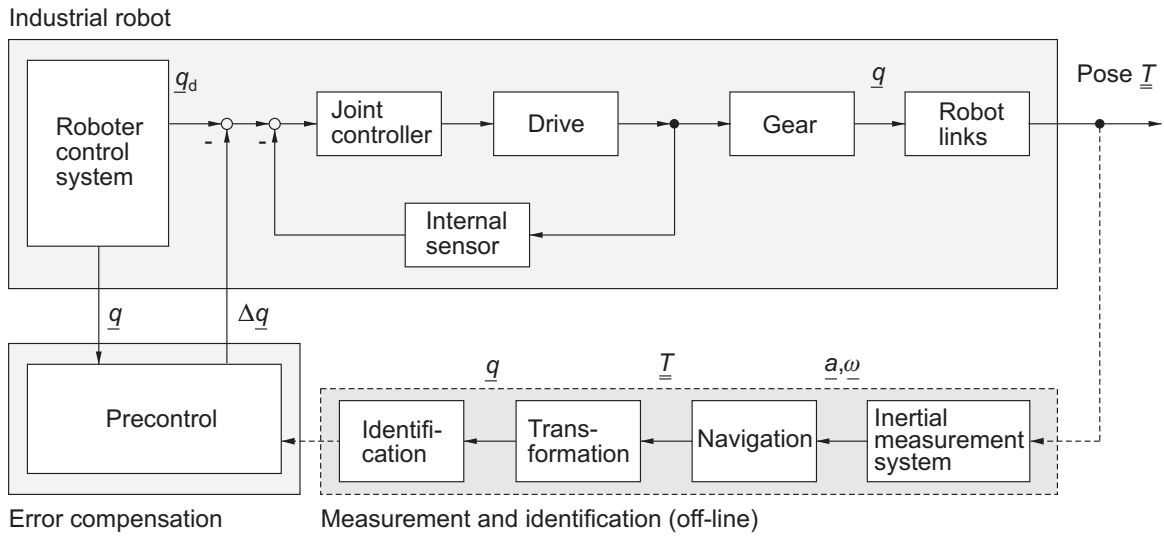 Industrial robot
q̲d
q̲
Pose T̳
Roboter
control
system
-
-
Joint
controller
Drive
Gear
Robot
links
Internal
sensor
q̲
Δq̲
q̲
T̳
a̲,ω̲
Precontrol
Identifi-
cation
Trans-
formation
Navigation
Inertial
measurement
system
Error compensation
Measurement and identification (off-line)